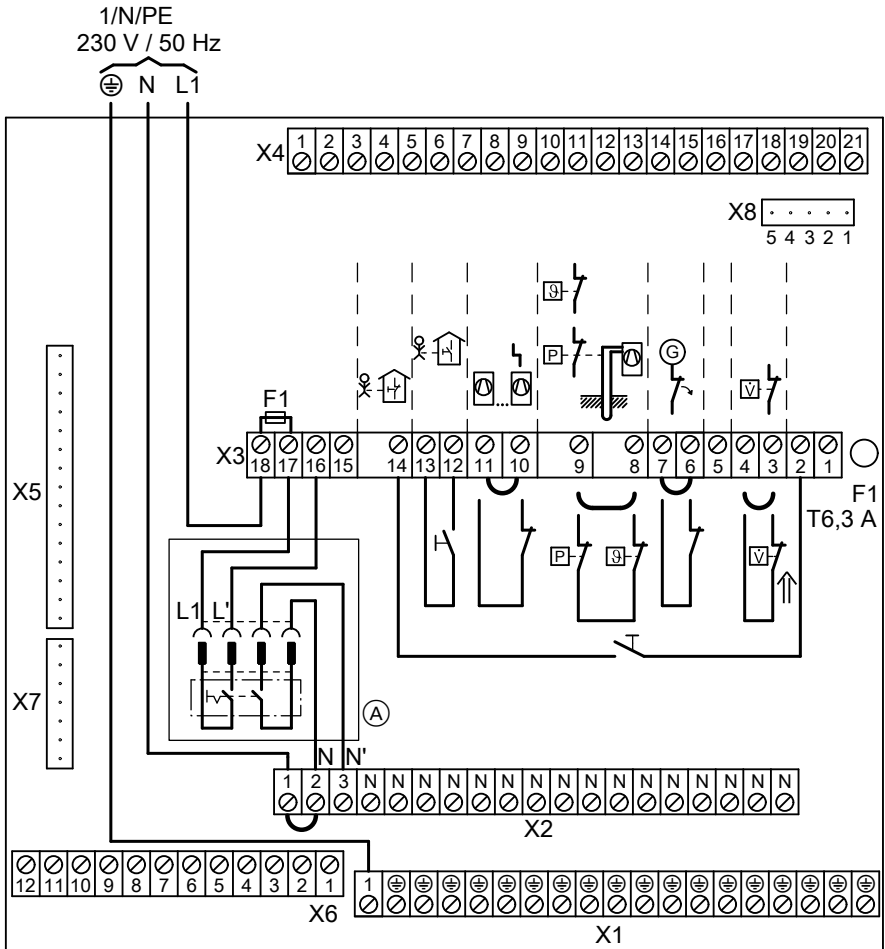 1/N/PE
230 V / 50 Hz
N L1
X4 1 2 3 4 5 6 7 8 9 10 11 12 13 14 15 16 17 18 19 20 21
X8
5 4 3 2 1
ϑ
P
G
V̇
F1
X3 18 17 16 15 14 13 12 11 10 9 8 7 6 5 4 3 2 1
F1
T6,3 A
X5
P ϑ V̇
L1 L'
X7
A
N N'
1 2 3 N N N N N N N N N N N N N N N N
X2
12 11 10 9 8 7 6 5 4 3 2 1
X6
1
X1